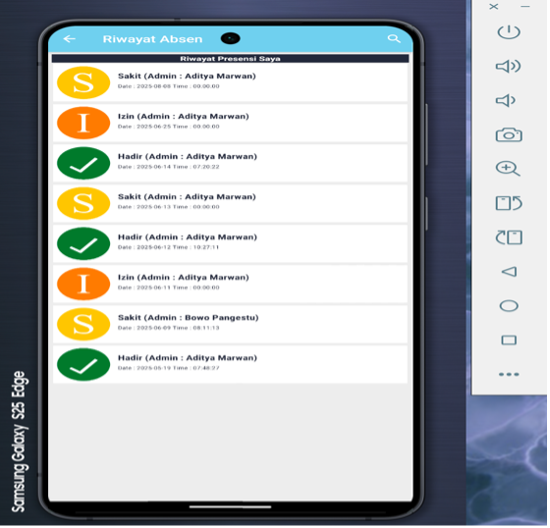 Riwayat Absen
Riwayat Presensi Saya
S
Sakit (Admin : Aditya Marwan)
Date : 2025-08-08 Time : 00:00:00
I
Izin (Admin : Aditya Marwan)
Date : 2025-06-25 Time : 00:00:00
Hadir (Admin : Aditya Marwan)
Date : 2025-06-14 Time : 07:20:22
S
Sakit (Admin : Aditya Marwan)
Date : 2025-06-13 Time : 00:00:00
Hadir (Admin : Aditya Marwan)
Date : 2025-06-12 Time : 10:27:11
I
Izin (Admin : Aditya Marwan)
Date : 2025-06-11 Time : 00:00:00
S
Sakit (Admin : Bowo Pangestu)
Date : 2025-06-09 Time : 08:11:13
Hadir (Admin : Aditya Marwan)
Date : 2025-05-19 Time : 07:48:27
Samsung Galaxy S25 Edge